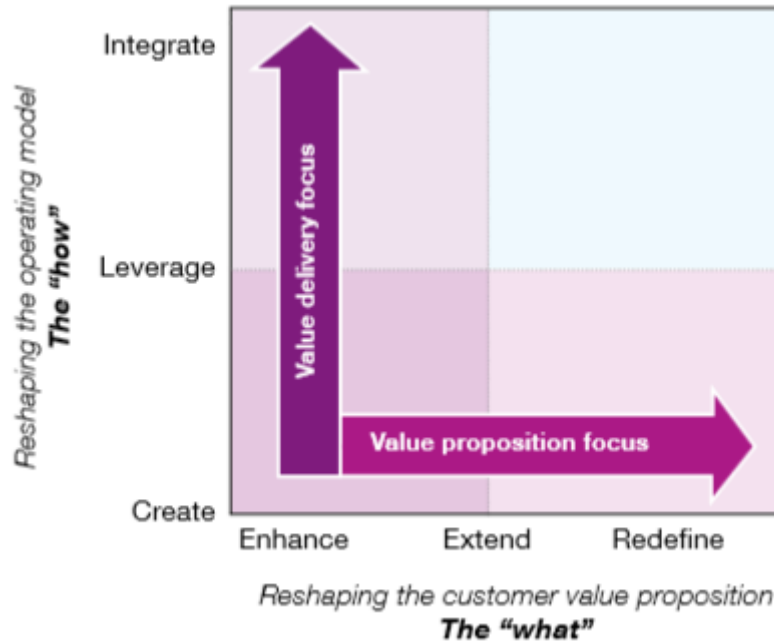 Integrate
Leverage
Create
Reshaping the operating model
The “how”
Value delivery focus
Value proposition focus
Enhance
Extend
Redefine
Reshaping the customer value proposition
The “what”